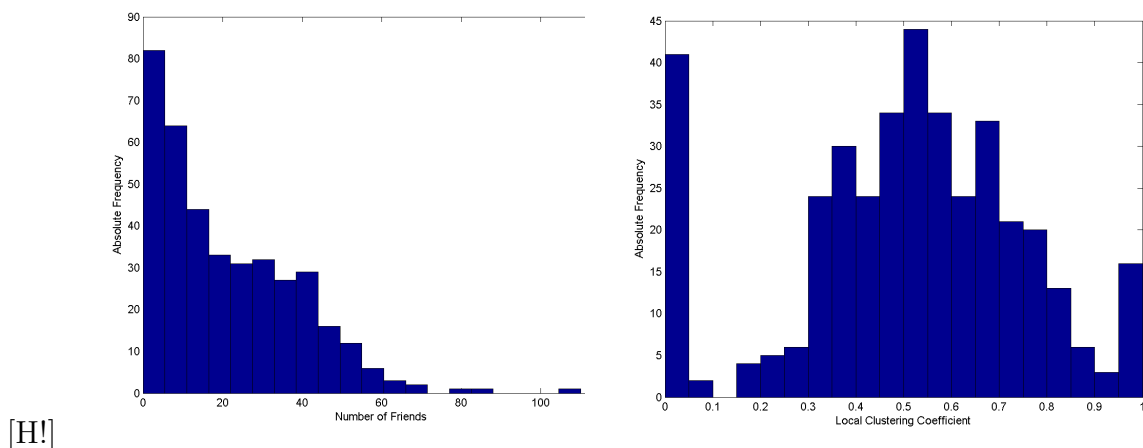 90
80
70
60
50
40
30
20
10
0
Absolute Frequency
0 20 40 60 80 100
Number of Friends
45
40
35
30
25
20
15
10
5
0
Absolute Frequency
0 0.1 0.2 0.3 0.4 0.5 0.6 0.7 0.8 0.9 1
Local Clustering Coefficient
[H!]